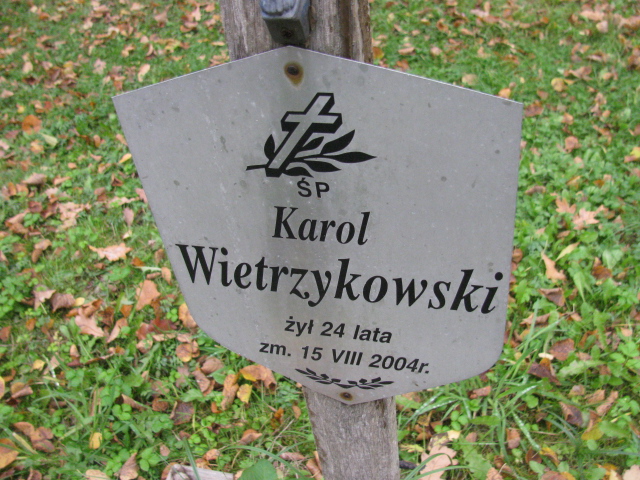 ŚP
Karol
Wietrzykowski
żył 24 lata
zm. 15 VIII 2004r.